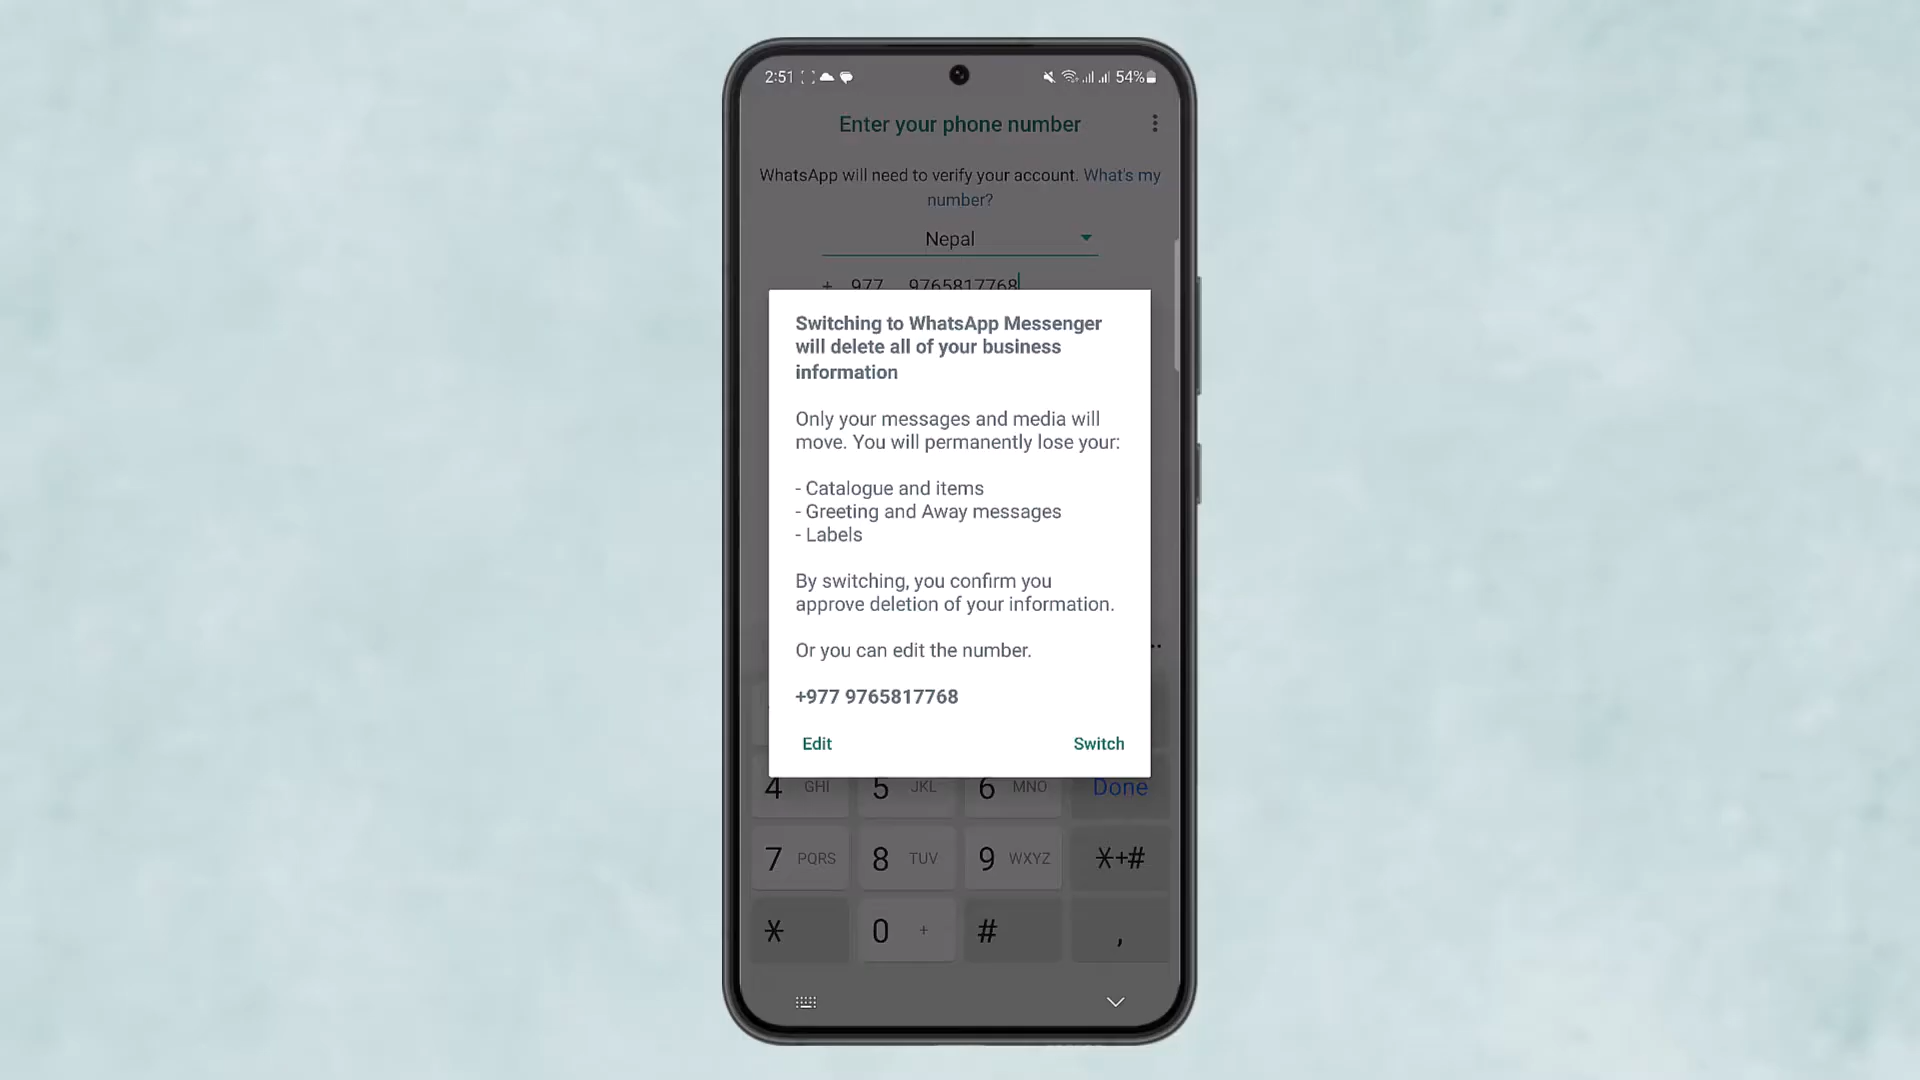 2:51 54%
Enter your phone number
WhatsApp will need to verify your account. What's my
number?
Nepal
+ 977 9765817768
Switching to WhatsApp Messenger
will delete all of your business
information
Only your messages and media will
move. You will permanently lose your:
- Catalogue and items
- Greeting and Away messages
- Labels
By switching, you confirm you
approve deletion of your information.
Or you can edit the number.
+977 9765817768
Edit Switch
4 GHI 5 JKL 6 MNO Done
7 PQRS 8 TUV 9 WXYZ *+#
* 0 + # ,